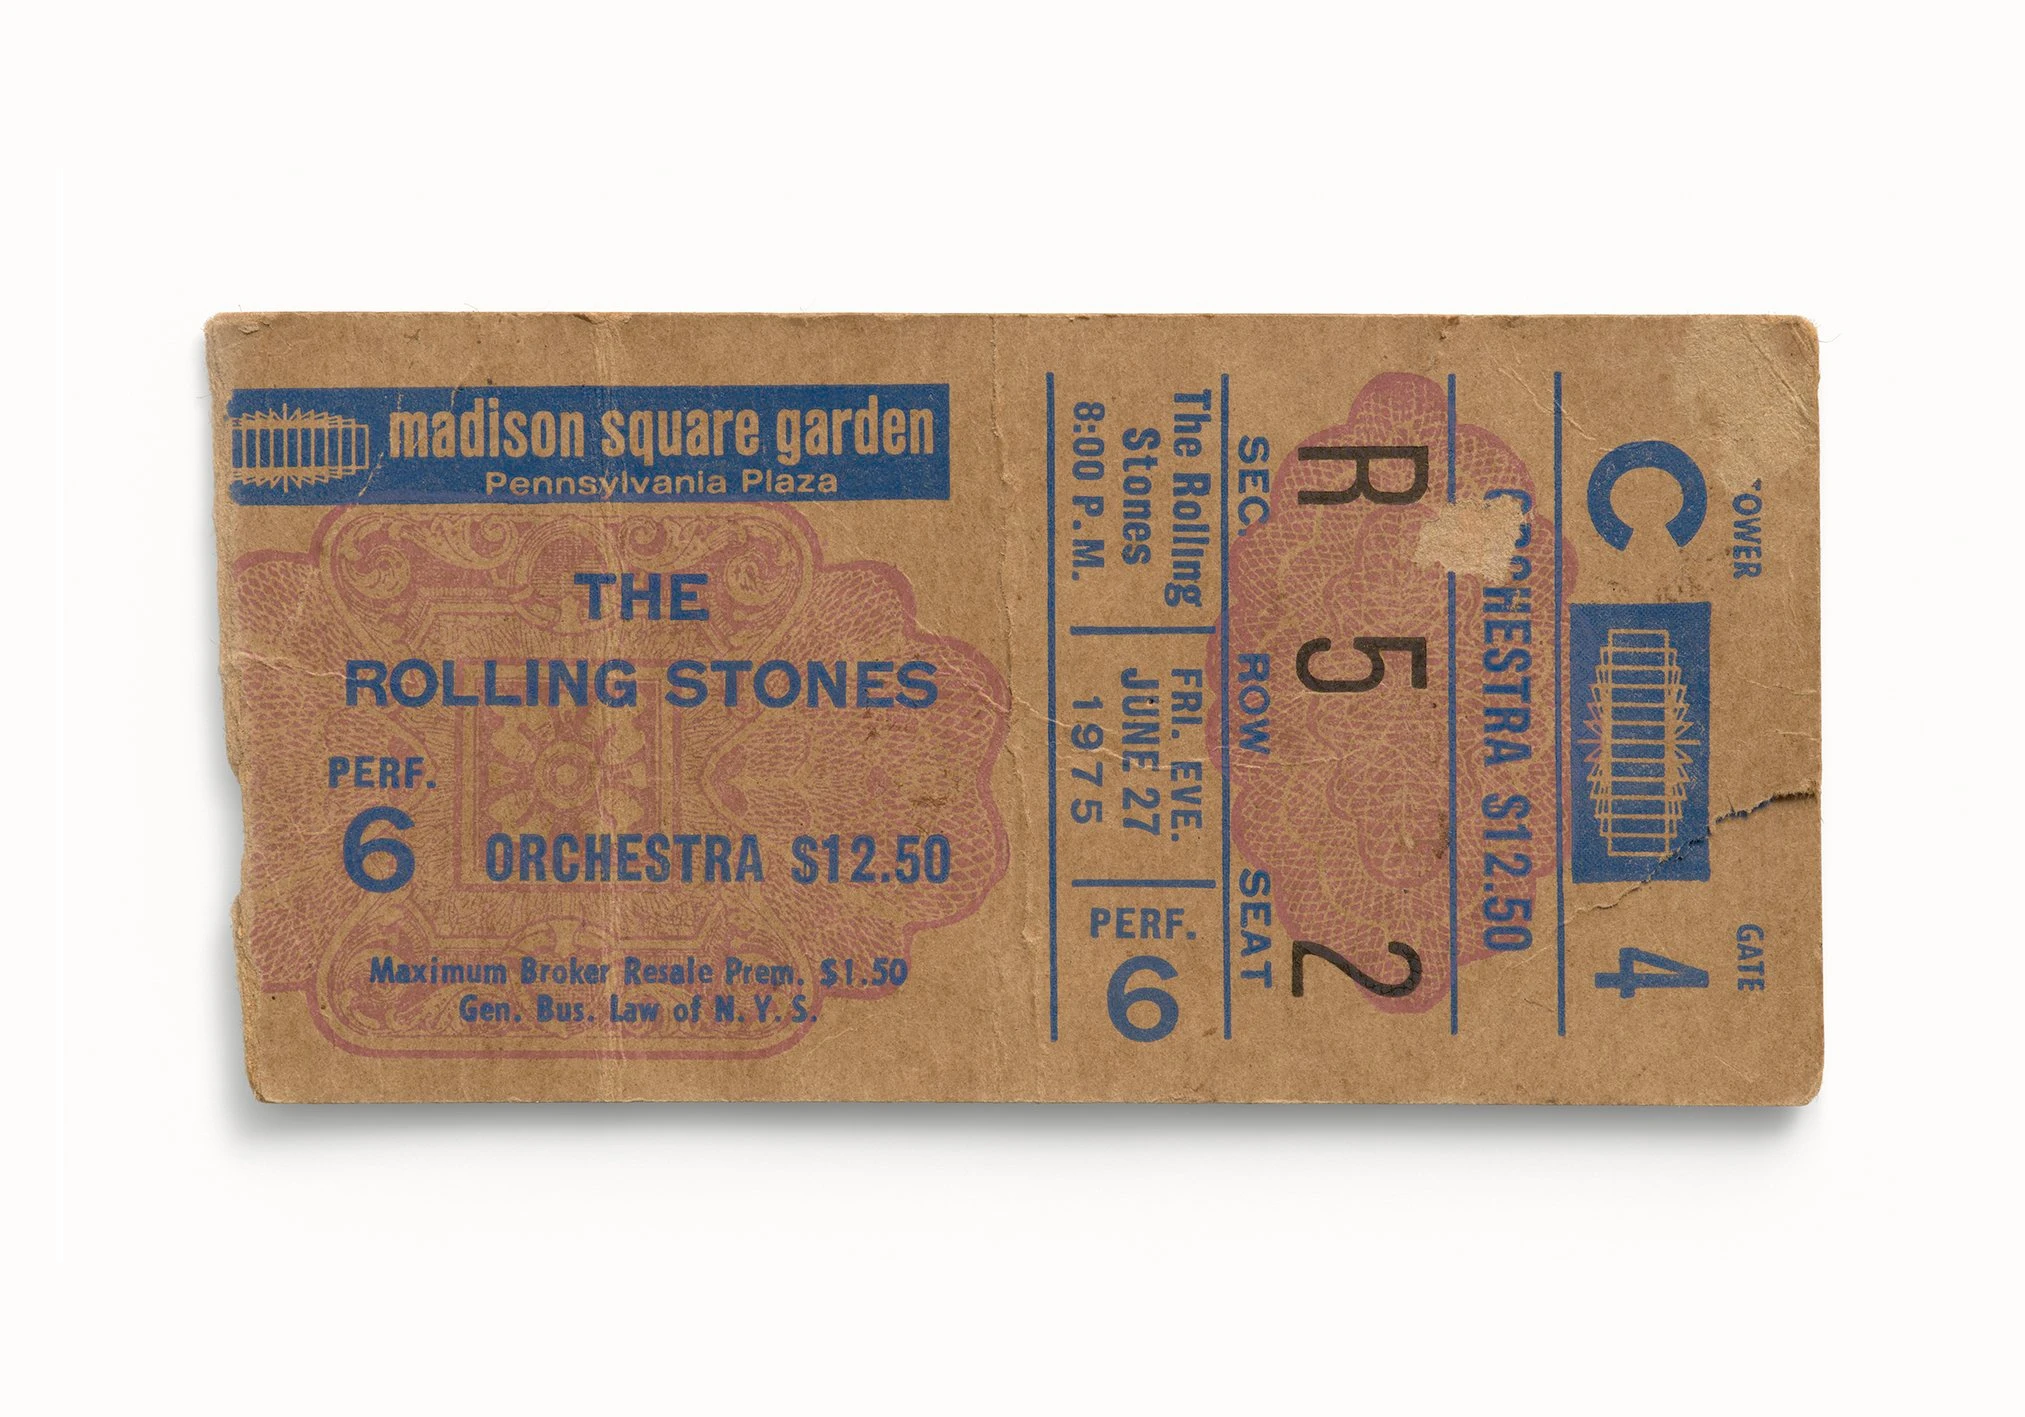 madison square garden
Pennsylvania Plaza
THE
ROLLING STONES
PERF.
6
ORCHESTRA $12.50
Maximum Broker Resale Prem. $1.50
Gen. Bus. Law of N.Y.S.
The Rolling
Stones
8:00 P.M.
FRI. EVE.
JUNE 27
1975
PERF.
6
SEC. ROW SEAT
R 5 2
$12.50
C
4
GATE